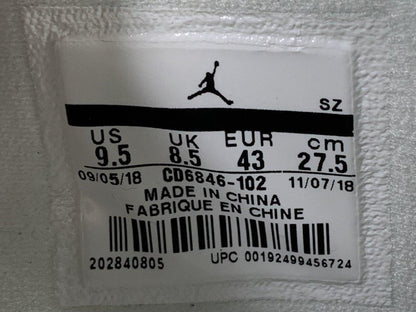 SZ
US UK EUR cm
9.5 8.5 43 27.5
09/05/18 CD6846-102 11/07/18
MADE IN CHINA
FABRIQUE EN CHINE
202840805 UPC 00192499456724